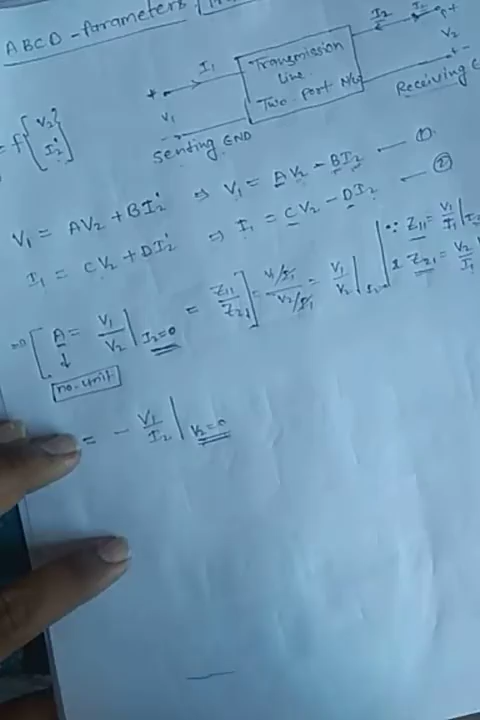 ABCD - Parameters
I2
+
V2
-
I1
+
V1
Transmission
Line
Two Port N/W
Sending END
Receiving
= f { V2 I2' }
V1 = AV2 + BI2' ⇒ V1 = AV2 - BI2 — ①
I1 = CV2 + DI2' ⇒ I1 = CV2 - DI2 — ②
[ A = V1/V2 | I2=0 = Z11/Z21 ] = V1/I1 / V2/I1 = V1/V2 | I2 ∵ Z11 = V1/I1 |
& Z21 = V2/I1
↓
no-unit
= - V1/I2 | V2=0